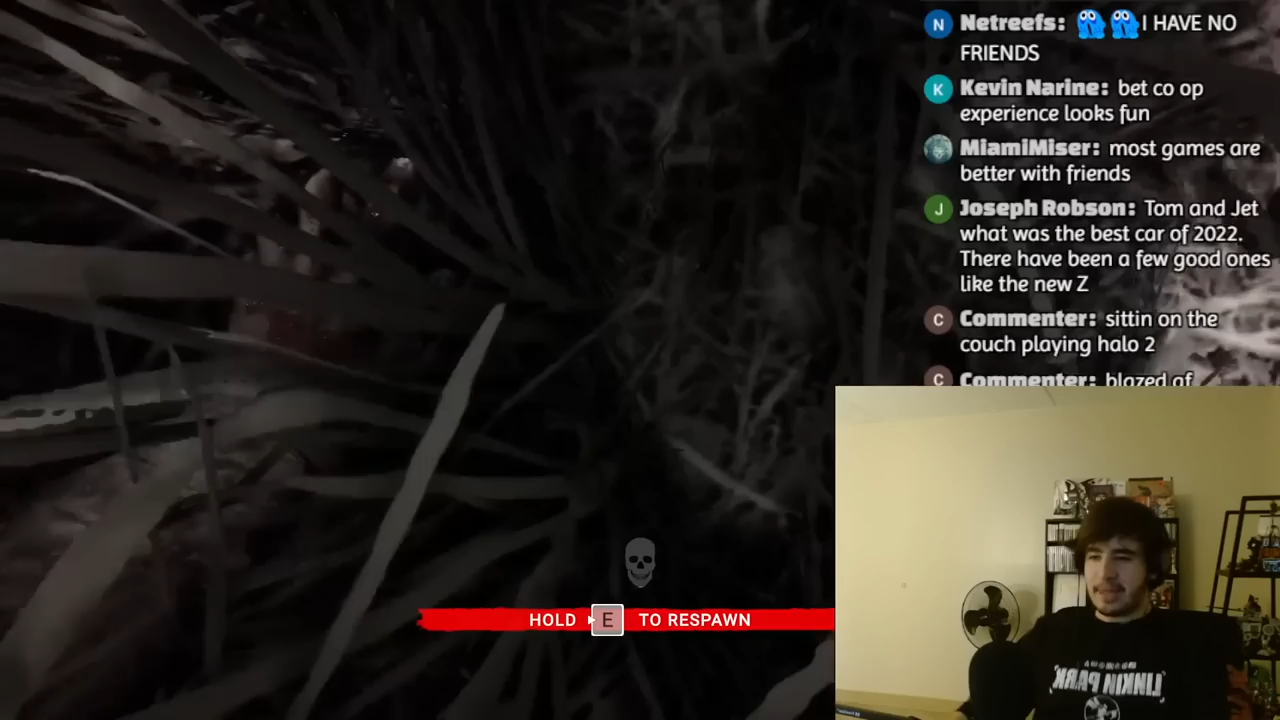 N Netreefs: I HAVE NO
FRIENDS
K Kevin Narine: bet co op
experience looks fun
MiamiMiser: most games are
better with friends
J Joseph Robson: Tom and Jet
what was the best car of 2022.
There have been a few good ones
like the new Z
C Commenter: sittin on the
couch playing halo 2
C Commenter: blazed af
HOLD E TO RESPAWN
LINKIN PARK